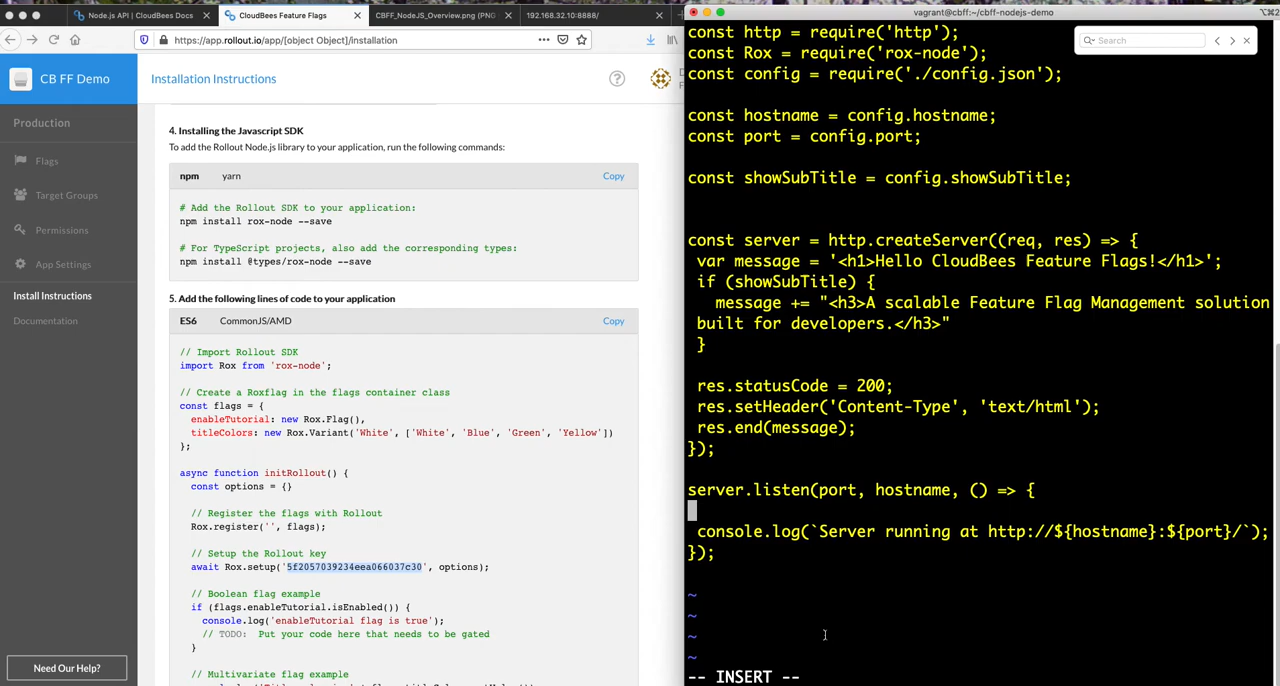 Node.js API | CloudBees Docs
CloudBees Feature Flags
CBFF_NodeJS_Overview.png (PNG
192.168.32.10:8888/
https://app.rollout.io/app/[object Object]/installation
CB FF Demo
Installation Instructions
Production
Flags
Target Groups
Permissions
App Settings
Install Instructions
Documentation
Need Our Help?
4. Installing the Javascript SDK
To add the Rollout Node.js library to your application, run the following commands:
npm yarn Copy
# Add the Rollout SDK to your application:
npm install rox-node --save
# For TypeScript projects, also add the corresponding types:
npm install @types/rox-node --save
5. Add the following lines of code to your application
ES6 CommonJS/AMD Copy
// Import Rollout SDK
import Rox from 'rox-node';
// Create a Roxflag in the flags container class
const flags = {
enableTutorial: new Rox.Flag(),
titleColors: new Rox.Variant('White', ['White', 'Blue', 'Green', 'Yellow'])
};
async function initRollout() {
const options = {}
// Register the flags with Rollout
Rox.register('', flags);
// Setup the Rollout key
await Rox.setup('5f2057039234eea066037c30', options);
// Boolean flag example
if (flags.enableTutorial.isEnabled()) {
console.log('enableTutorial flag is true');
// TODO: Put your code here that needs to be gated
}
// Multivariate flag example
vagrant@cbff:~/cbff-nodejs-demo
⌥⌘2
Search
const http = require('http');
const Rox = require('rox-node');
const config = require('./config.json');
const hostname = config.hostname;
const port = config.port;
const showSubTitle = config.showSubTitle;
const server = http.createServer((req, res) => {
var message = '<h1>Hello CloudBees Feature Flags!</h1>';
if (showSubTitle) {
message += "<h3>A scalable Feature Flag Management solution
built for developers.</h3>"
}
res.statusCode = 200;
res.setHeader('Content-Type', 'text/html');
res.end(message);
});
server.listen(port, hostname, () => {
console.log(`Server running at http://${hostname}:${port}/`);
});
~
~
~
~
-- INSERT --